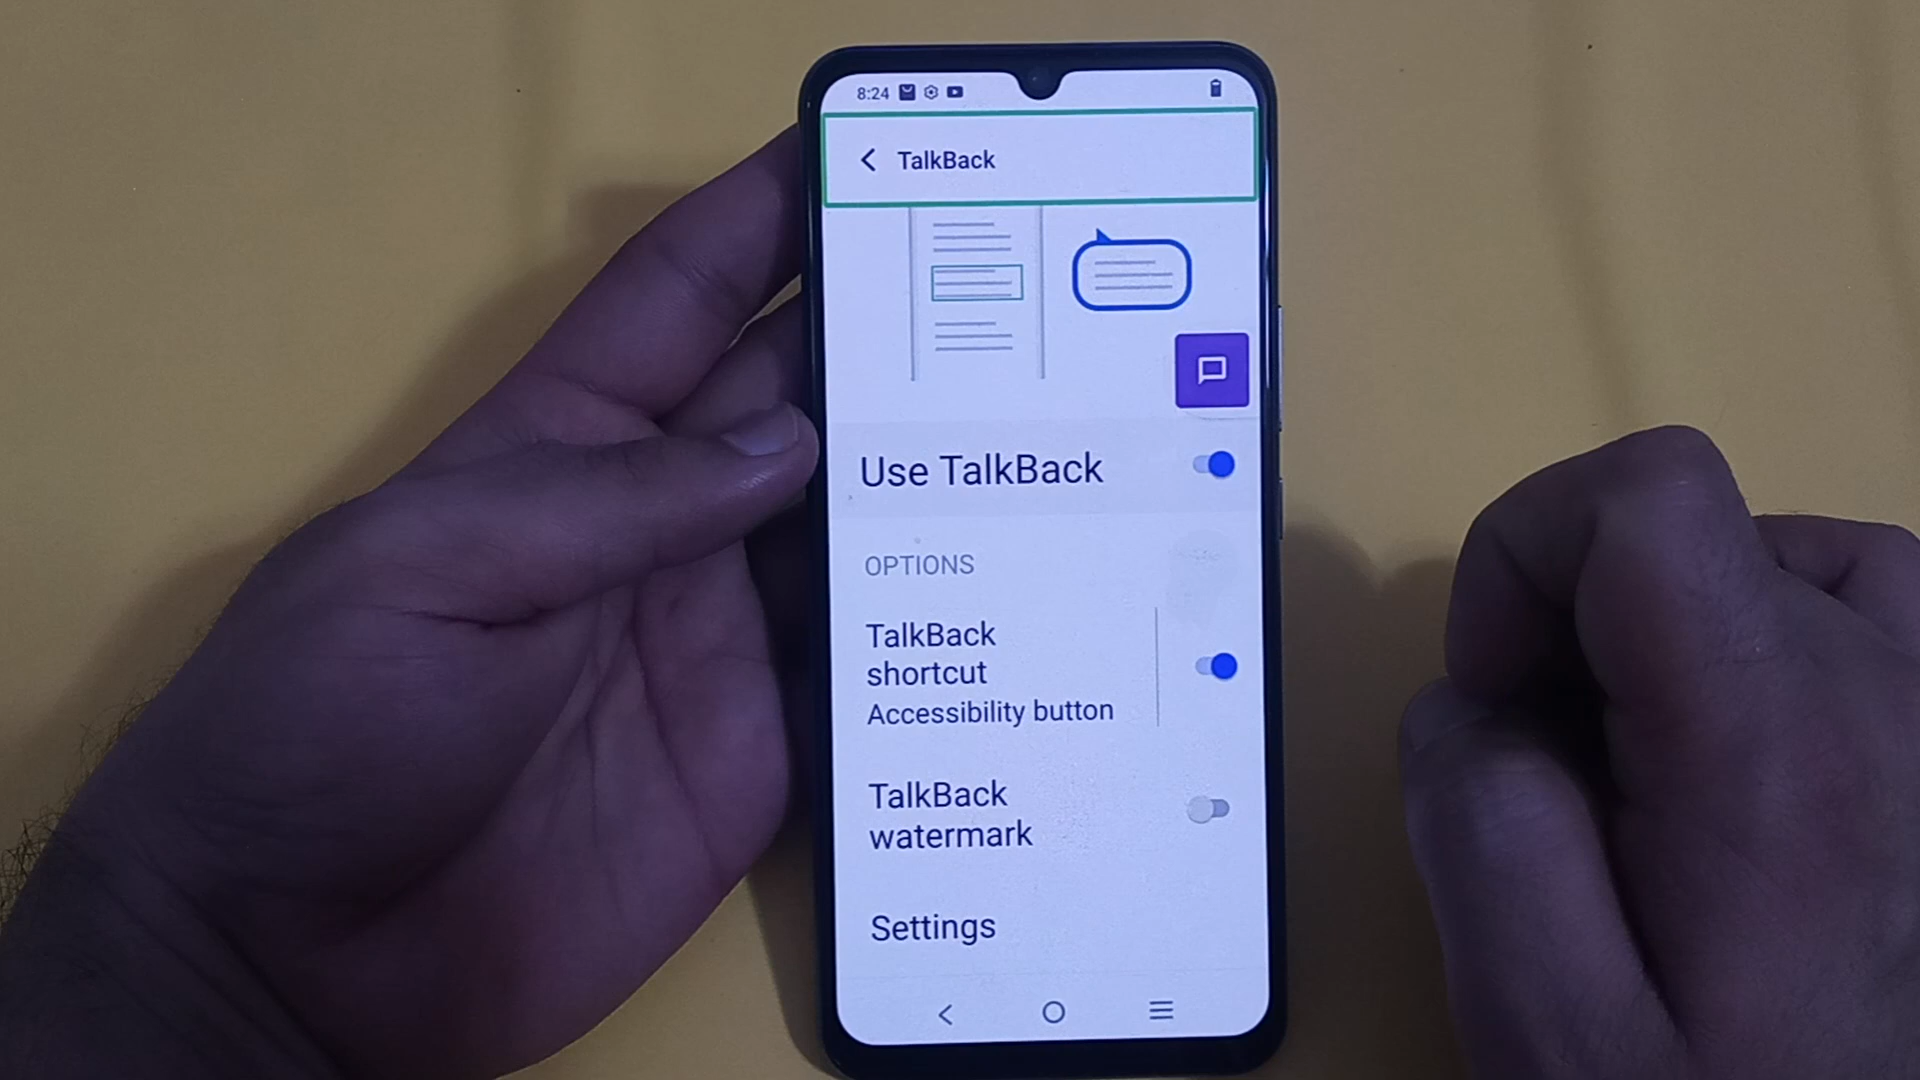 8:24
TalkBack
Use TalkBack
OPTIONS
TalkBack
shortcut
Accessibility button
TalkBack
watermark
Settings